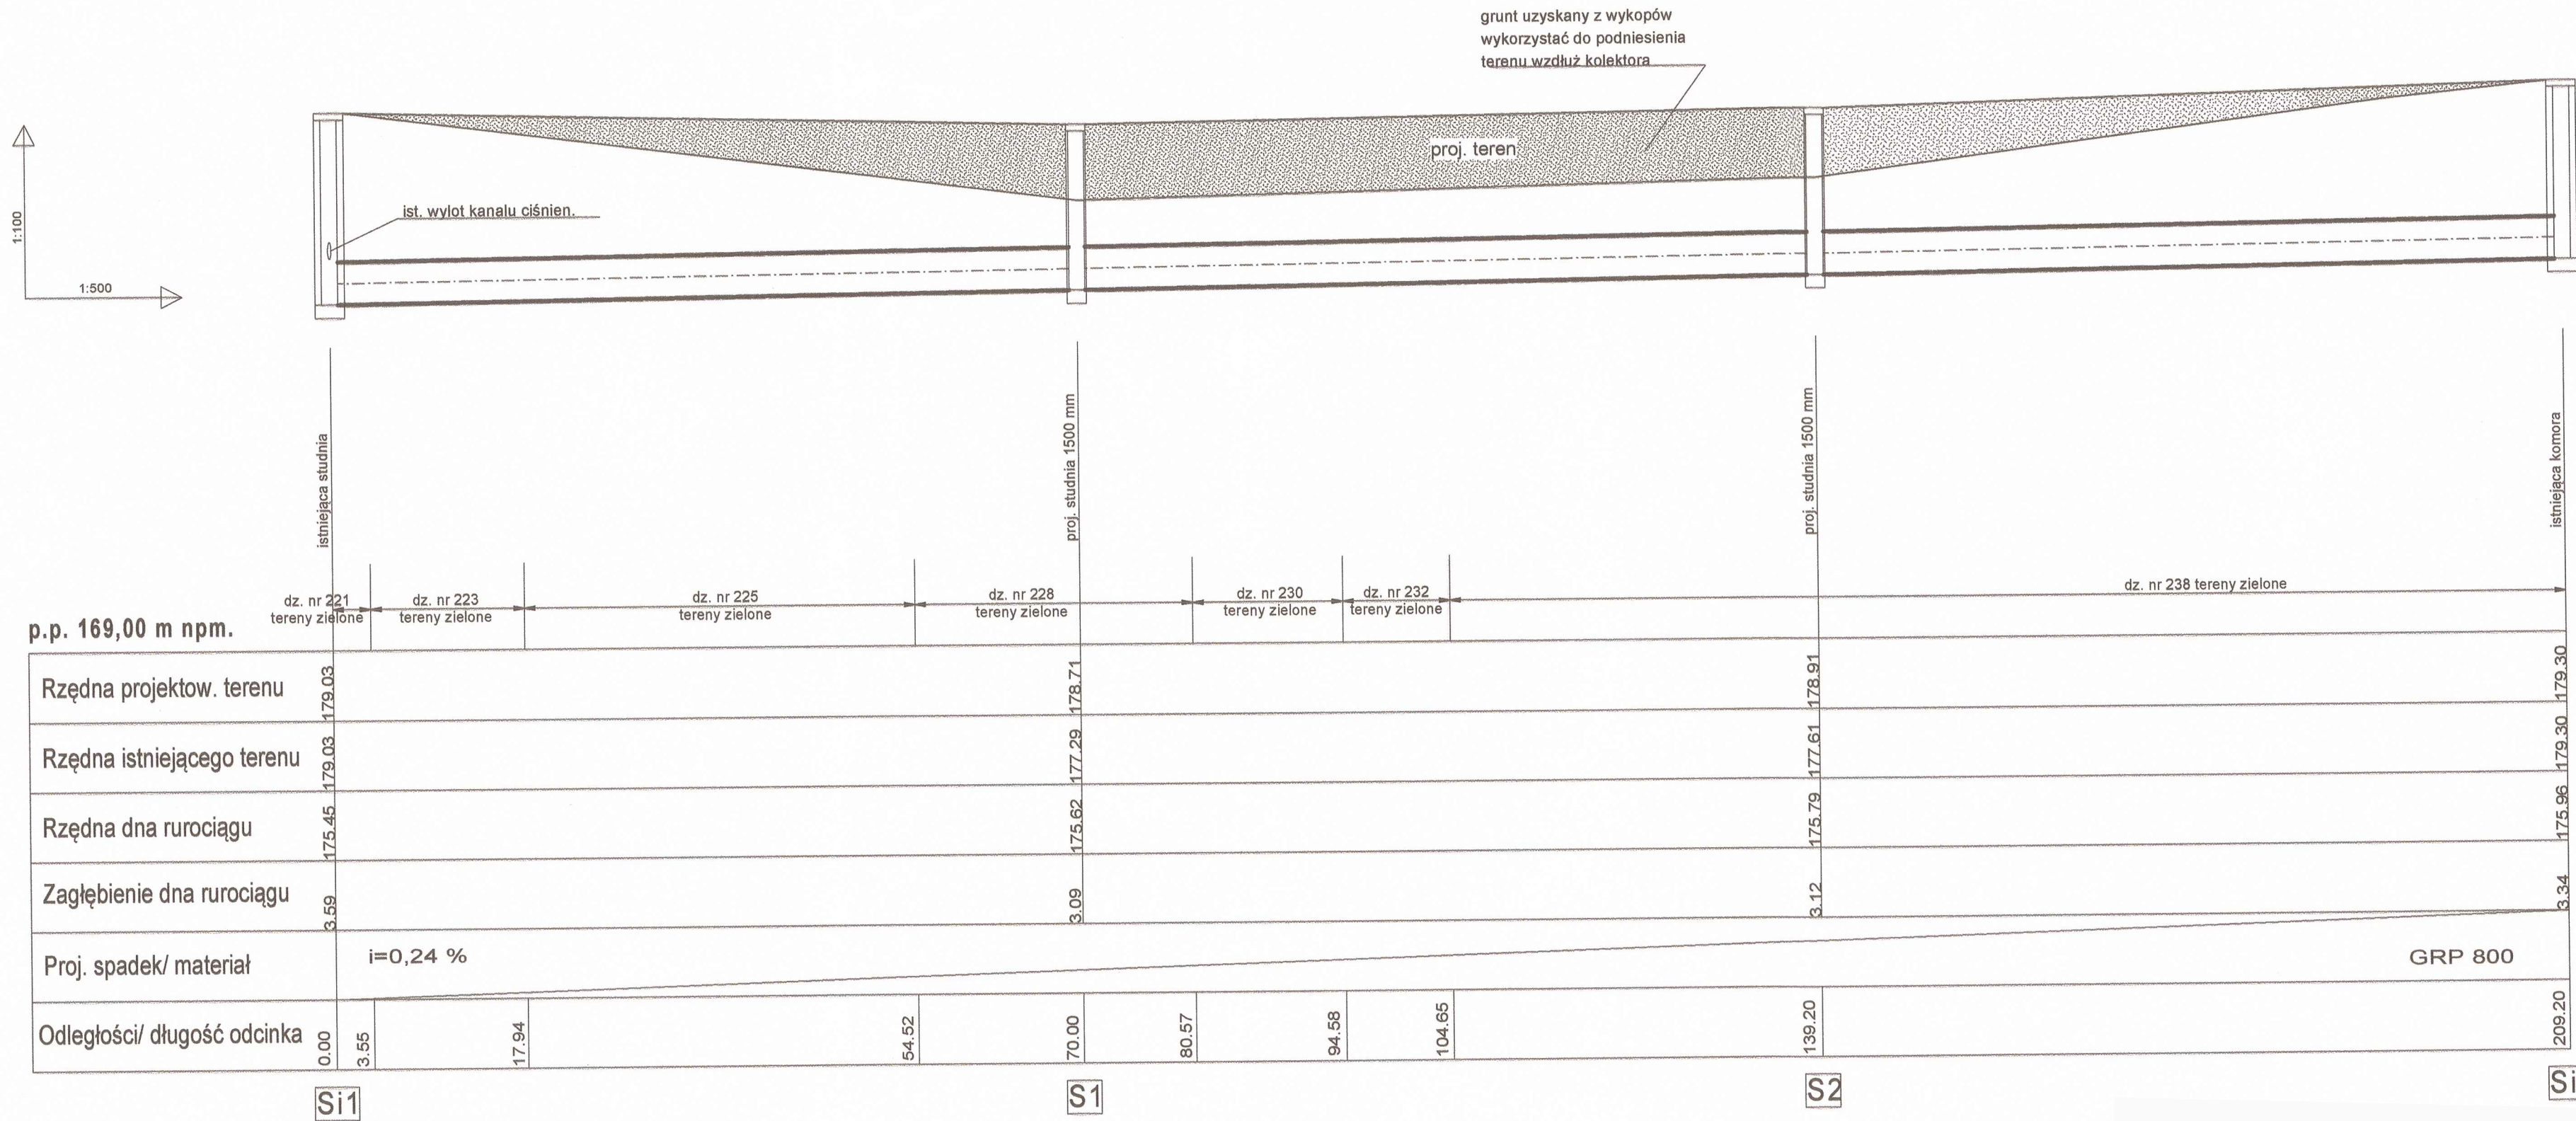 grunt uzyskany z wykopów
wykorzystać do podniesienia
terenu wzdłuż kolektora
proj. teren
ist. wylot kanalu ciśnien.
1:100
1:500
istniejąca studnia
proj. studnia 1500 mm
proj. studnia 1500 mm
istniejąca komora
dz. nr 221
tereny zielone
dz. nr 223
tereny zielone
dz. nr 225
tereny zielone
dz. nr 228
tereny zielone
dz. nr 230
tereny zielone
dz. nr 232
tereny zielone
dz. nr 238 tereny zielone
p.p. 169,00 m npm.
Rzędna projektow. terenu 179.03 178.71 178.91 179.30
Rzędna istniejącego terenu 179.03 177.29 177.61 179.30
Rzędna dna rurociągu 175.45 175.62 175.79 175.96
Zagłębienie dna rurociągu 3.59 3.09 3.12 3.34
Proj. spadek/ materiał i=0,24 % GRP 800
Odległości/ długość odcinka 0.00 3.55 17.94 54.52 70.00 80.57 94.58 104.65 139.20 209.20
Si1 S1 S2 Si